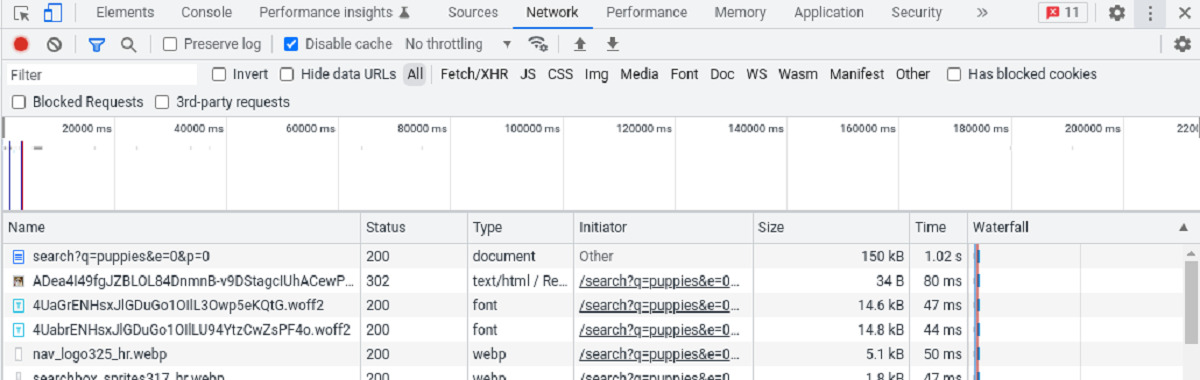 Elements Console Performance insights Sources Network Performance Memory Application Security » 11
Preserve log Disable cache No throttling
Filter Invert Hide data URLs All Fetch/XHR JS CSS Img Media Font Doc WS Wasm Manifest Other Has blocked cookies
Blocked Requests 3rd-party requests
20000 ms 40000 ms 60000 ms 80000 ms 100000 ms 120000 ms 140000 ms 160000 ms 180000 ms 200000 ms 2200
Name Status Type Initiator Size Time Waterfall
search?q=puppies&e=0&p=0 200 document Other 150 kB 1.02 s
302 text/html / Re... /search?q=puppies&e=0... 34 B 80 ms
4UaGrENHsxJlGDuGo1OIlL3Owp5eKQtG.woff2 200 font /search?q=puppies&e=0... 14.6 kB 47 ms
4UabrENHsxJlGDuGo1OIlLU94YtzCwZsPF4o.woff2 200 font /search?q=puppies&e=0... 14.8 kB 44 ms
nav_logo325_hr.webp 200 webp /search?q=puppies&e=0... 5.1 kB 50 ms
searchbox_sprites317_hr.webp 200 webp /search?q=puppies&e=0... 1.8 kB 47 ms